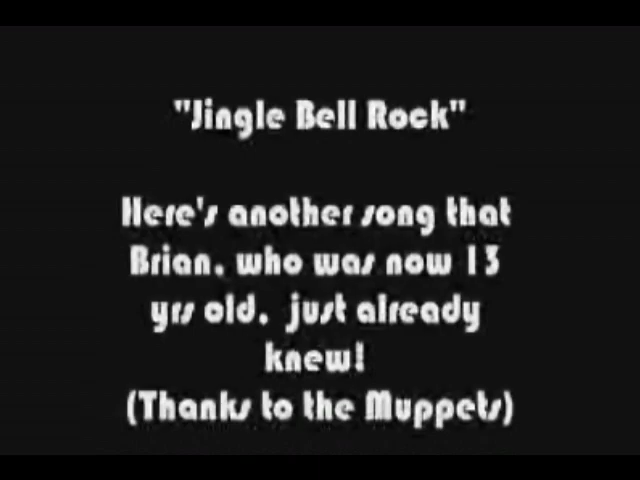 "Jingle Bell Rock"
Here's another song that
Brian, who was now 13
yrs old,  just already
knew!
(Thanks to the Muppets)